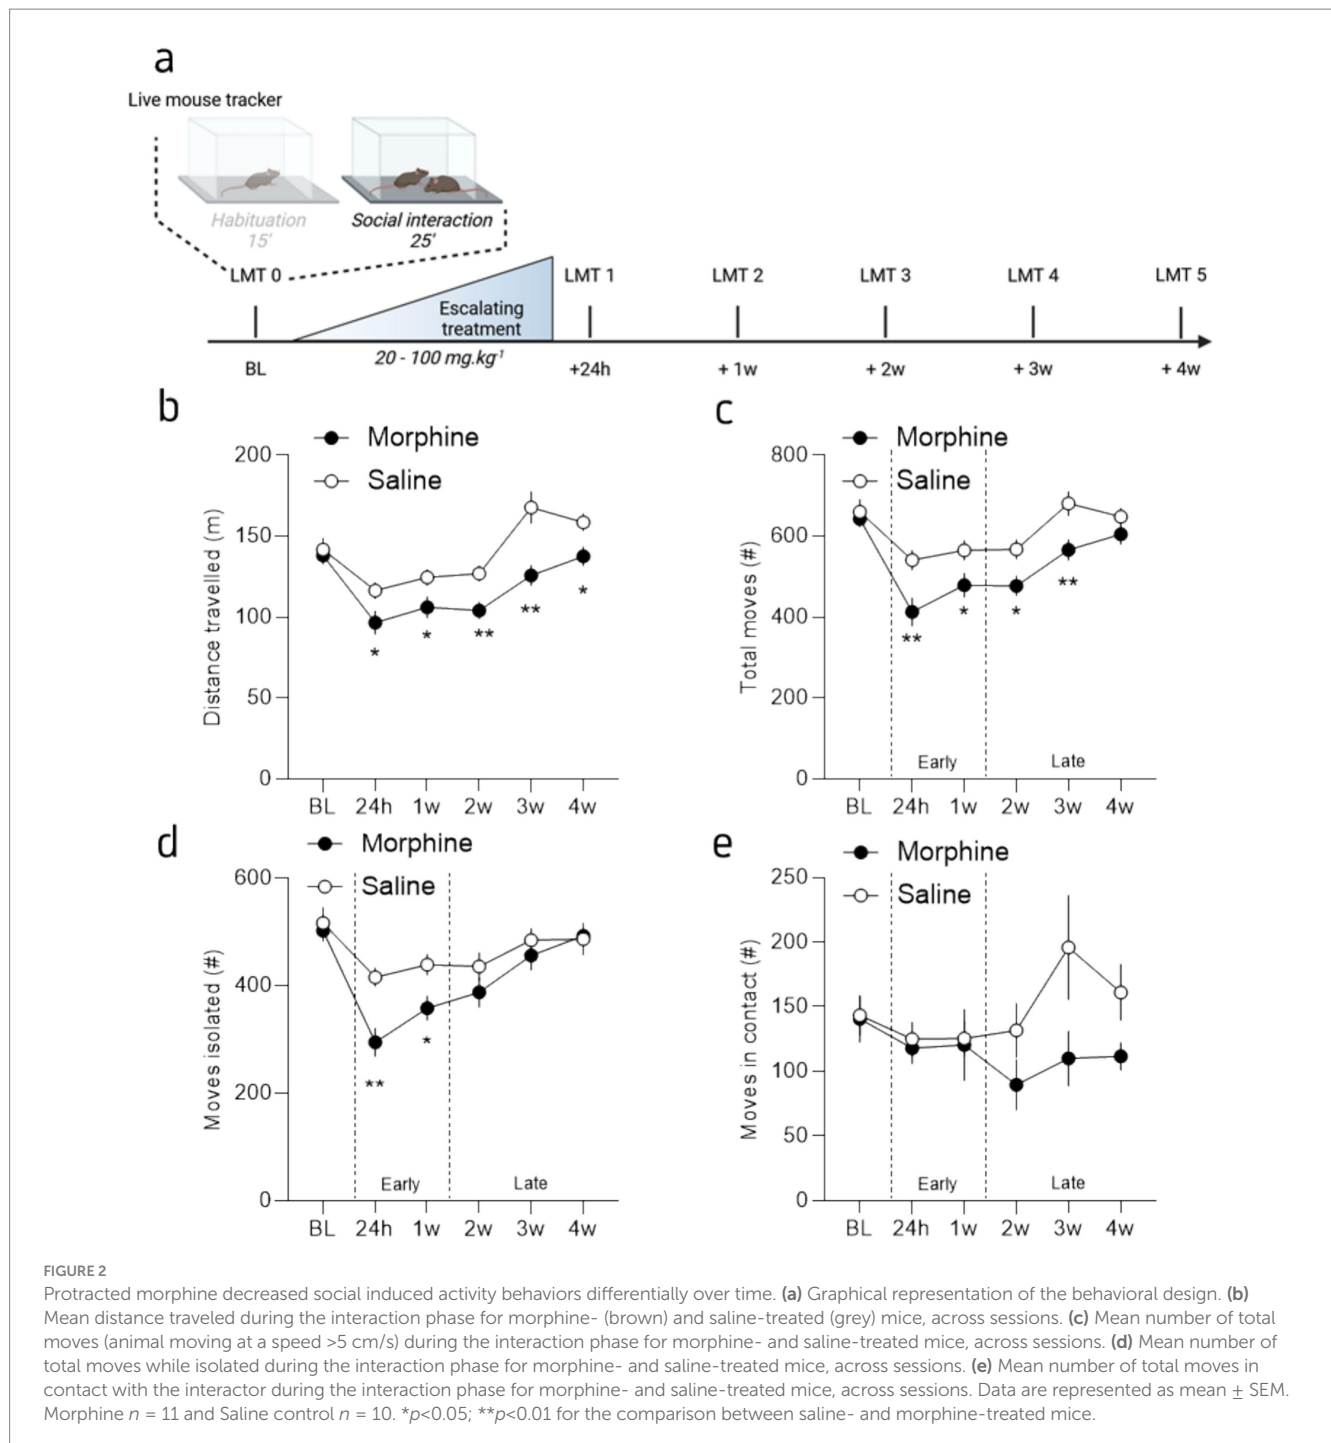 a
Live mouse tracker
Habituation
15'
Social interaction
25'
LMT 0
LMT 1
LMT 2
LMT 3
LMT 4
LMT 5
Escalating
treatment
20 - 100 mg.kg-1
BL
+24h
+ 1w
+ 2w
+ 3w
+ 4w
b
Morphine
Saline
Distance travelled (m)
200
150
100
50
0
*
*
**
**
*
BL 24h 1w 2w 3w 4w
c
Morphine
Saline
Total moves (#)
800
600
400
200
0
**
*
*
**
Early
Late
BL 24h 1w 2w 3w 4w
d
Morphine
Saline
Moves isolated (#)
600
400
200
0
**
*
Early
Late
BL 24h 1w 2w 3w 4w
e
Morphine
Saline
Moves in contact (#)
250
200
150
100
50
0
Early
Late
BL 24h 1w 2w 3w 4w
FIGURE 2
Protracted morphine decreased social induced activity behaviors differentially over time. (a) Graphical representation of the behavioral design. (b)
Mean distance traveled during the interaction phase for morphine- (brown) and saline-treated (grey) mice, across sessions. (c) Mean number of total
moves (animal moving at a speed >5 cm/s) during the interaction phase for morphine- and saline-treated mice, across sessions. (d) Mean number of
total moves while isolated during the interaction phase for morphine- and saline-treated mice, across sessions. (e) Mean number of total moves in
contact with the interactor during the interaction phase for morphine- and saline-treated mice, across sessions. Data are represented as mean ± SEM.
Morphine n = 11 and Saline control n = 10. *p<0.05; **p<0.01 for the comparison between saline- and morphine-treated mice.